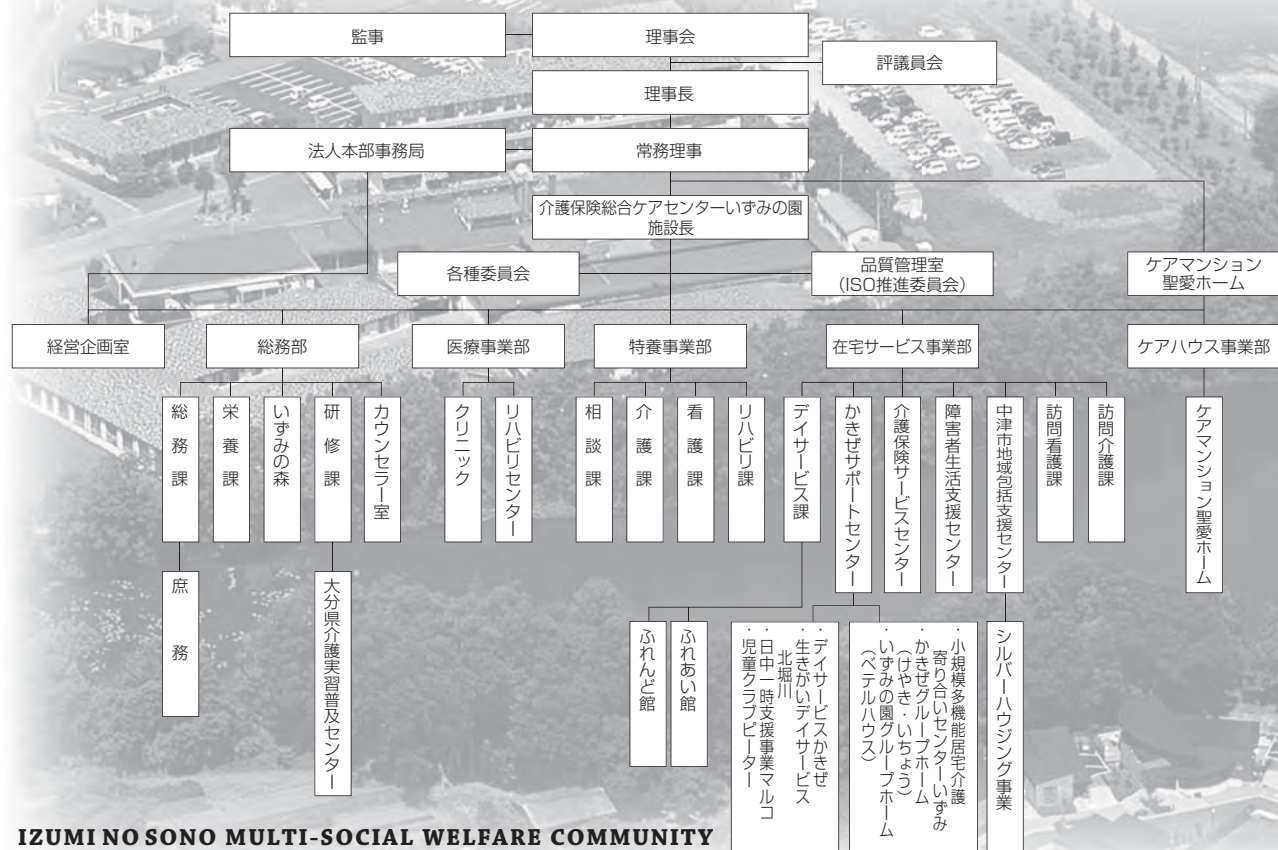 監事
理事会
評議員会
理事長
法人本部事務局
常務理事
介護保険総合ケアセンターいずみの園
施設長
各種委員会
品質管理室
（ISO推進委員会）
ケアマンション
聖愛ホーム
経営企画室
総務部
医療事業部
特養事業部
在宅サービス事業部
ケアハウス事業部
総務課
栄養課
いずみの森
研修課
カウンセラー室
クリニック
リハビリセンター
相談課
介護課
看護課
リハビリ課
デイサービス課
かきぜサポートセンター
介護保険サービスセンター
障害者生活支援センター
中津市地域包括支援センター
訪問看護課
訪問介護課
ケアマンション聖愛ホーム
庶務
大分県介護実習普及センター
ふれんど館
ふれあい館
・デイサービスかきぜ
・生きがいデイサービス
北堀川
・日中一時支援事業マルコ
・児童クラブピーター
・小規模多機能居宅介護
寄り合いセンターいずみ
・かきぜグループホーム
（けやき・いちょう）
・いずみの園グループホーム
（ベテルハウス）
シルバーハウジング事業
IZUMI NO SONO MULTI-SOCIAL WELFARE COMMUNITY